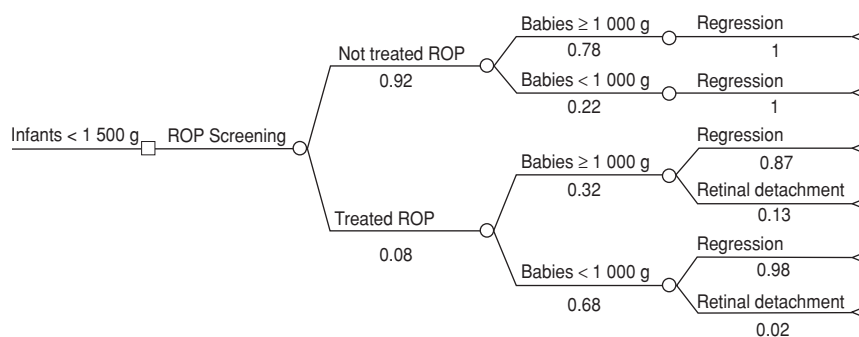 Babies ≥ 1 000 g
0.78
Regression
1
Not treated ROP
0.92
Babies < 1 000 g
0.22
Regression
1
Infants < 1 500 g
ROP Screening
Babies ≥ 1 000 g
0.32
Regression
0.87
Retinal detachment
0.13
Treated ROP
0.08
Babies < 1 000 g
0.68
Regression
0.98
Retinal detachment
0.02